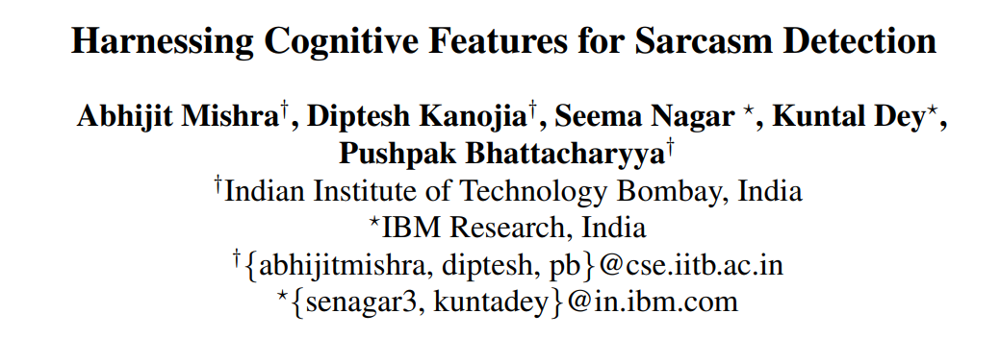 Harnessing Cognitive Features for Sarcasm Detection
Abhijit Mishra†, Diptesh Kanojia†, Seema Nagar ⋆, Kuntal Dey⋆,
Pushpak Bhattacharyya†
†Indian Institute of Technology Bombay, India
⋆IBM Research, India
†{abhijitmishra, diptesh, pb}@cse.iitb.ac.in
⋆{senagar3, kuntadey}@in.ibm.com